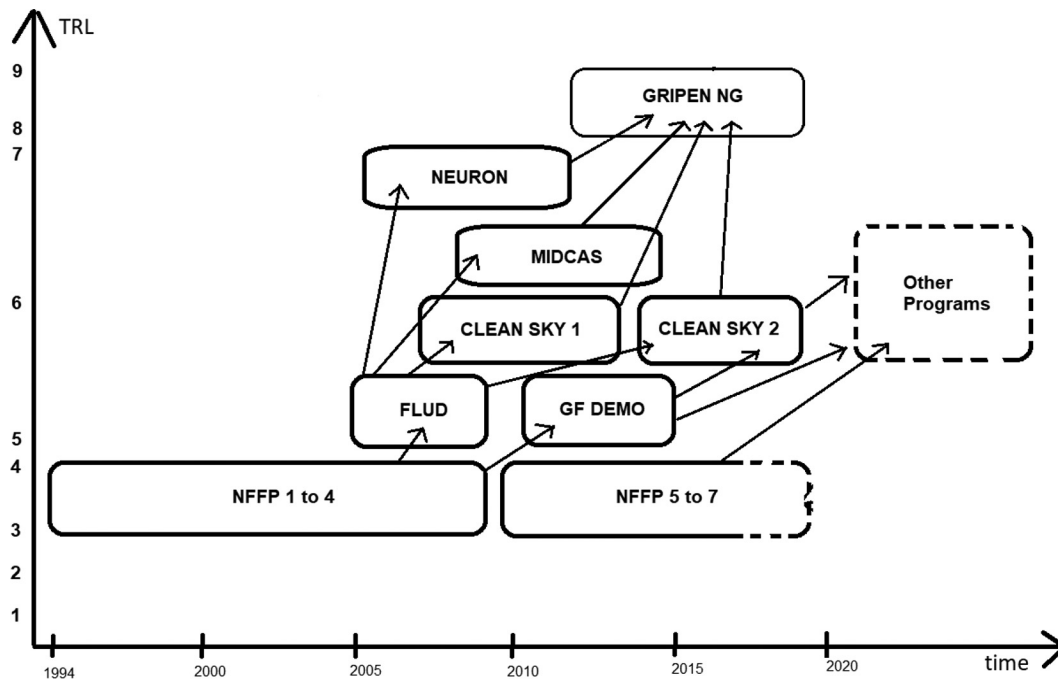 TRL
9
GRIPEN NG
8
7
NEURON
MIDCAS
Other
Programs
6
CLEAN SKY 1
CLEAN SKY 2
FLUD
GF DEMO
5
4
NFFP 1 to 4
NFFP 5 to 7
3
2
1
time
1994
2000
2005
2010
2015
2020